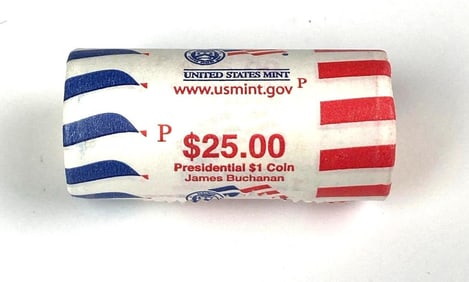 UNITED STATES MINT
www.usmint.gov P
P $25.00
Presidential $1 Coin
James Buchanan